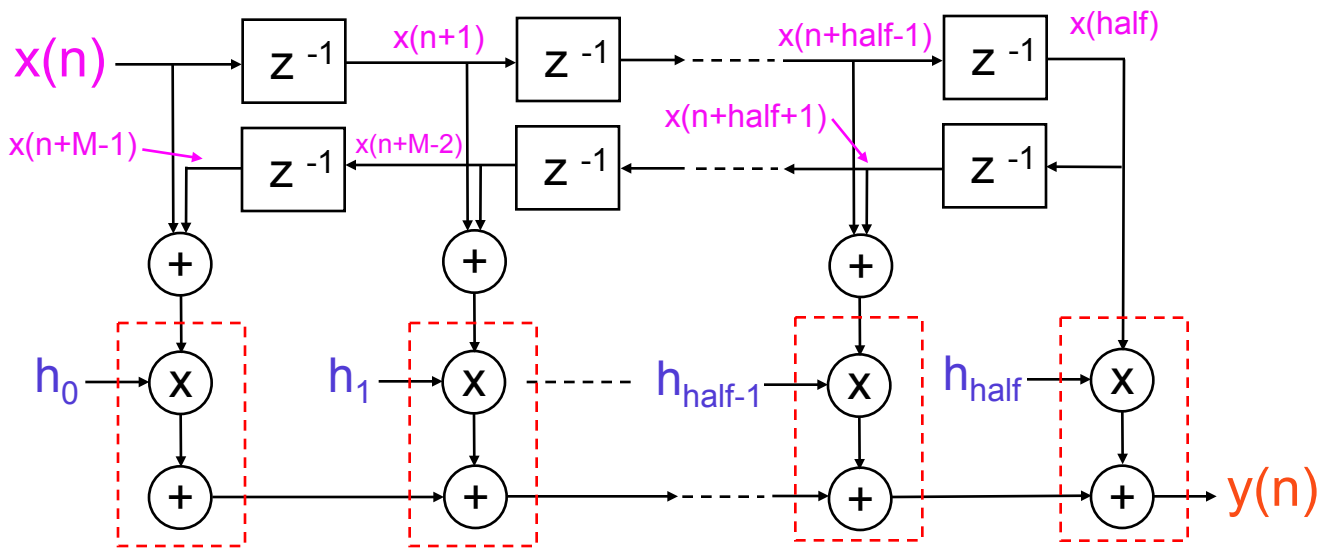 x(n) z -1 x(n+1) z -1 x(n+half-1) z -1 x(half)
x(n+M-1) z -1 x(n+M-2) z -1 x(n+half+1) z -1
+ + +
h0 x h1 x hhalf-1 x hhalf x
+ + + + y(n)